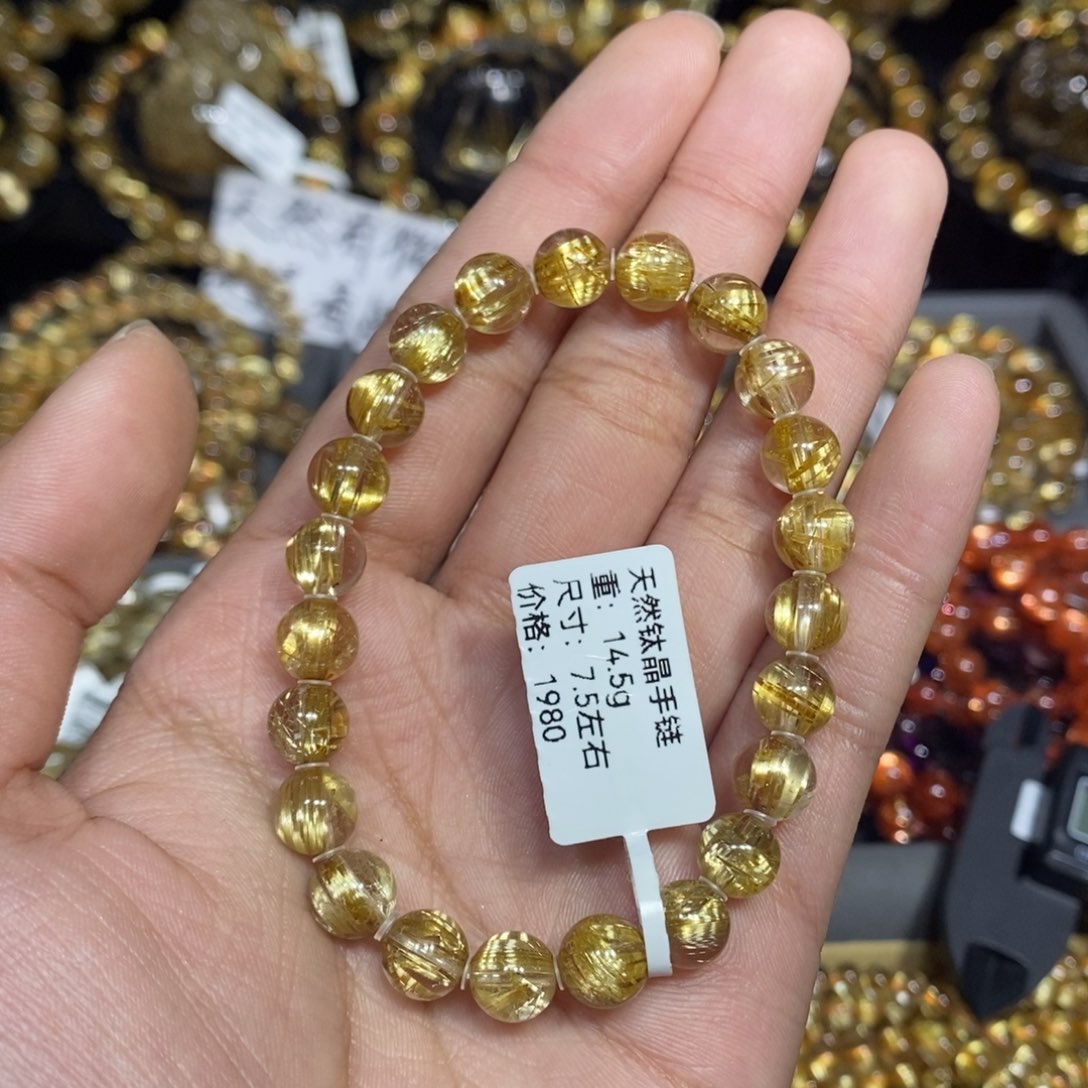 天然钛晶手链
重: 14.5g
尺寸: 7.5左右
价格: 1980